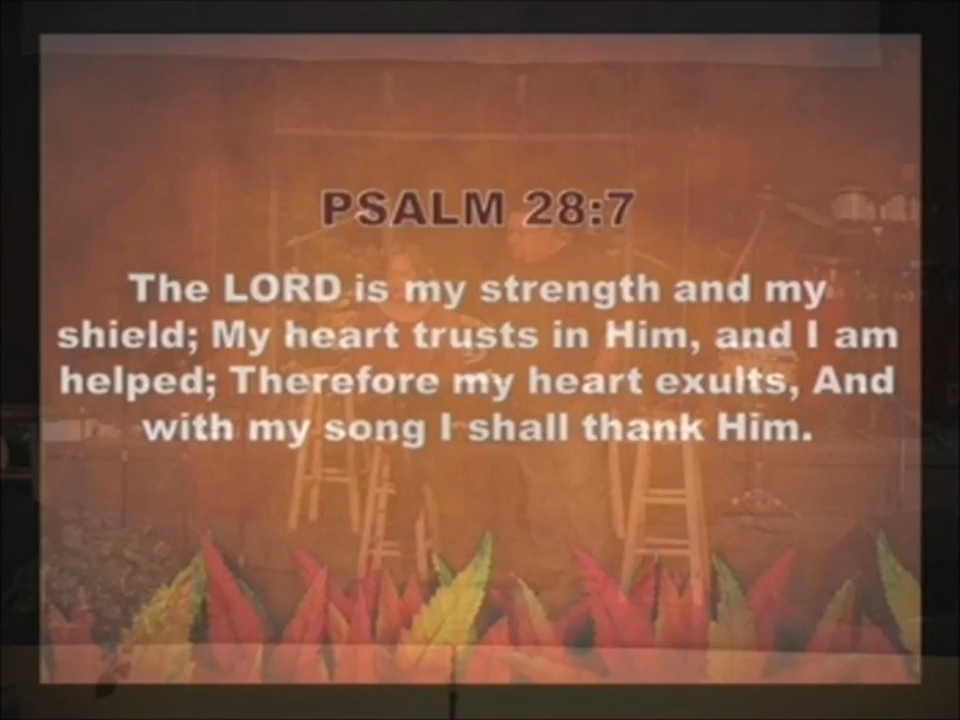 PSALM 28:7
The LORD is my strength and my
shield; My heart trusts in Him, and I am
helped; Therefore my heart exults, And
with my song I shall thank Him.